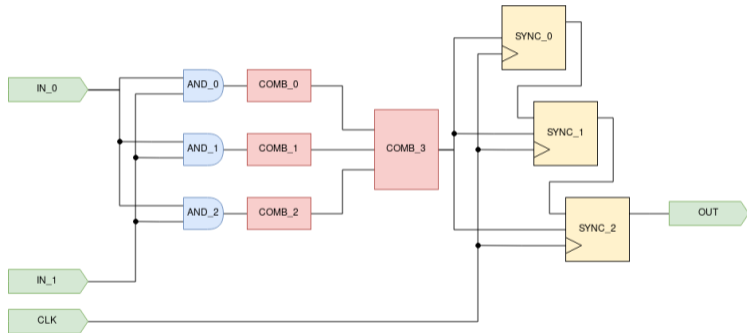 SYNC_0
IN_0
AND_0
COMB_0
SYNC_1
AND_1
COMB_1
COMB_3
AND_2
COMB_2
OUT
SYNC_2
IN_1
CLK